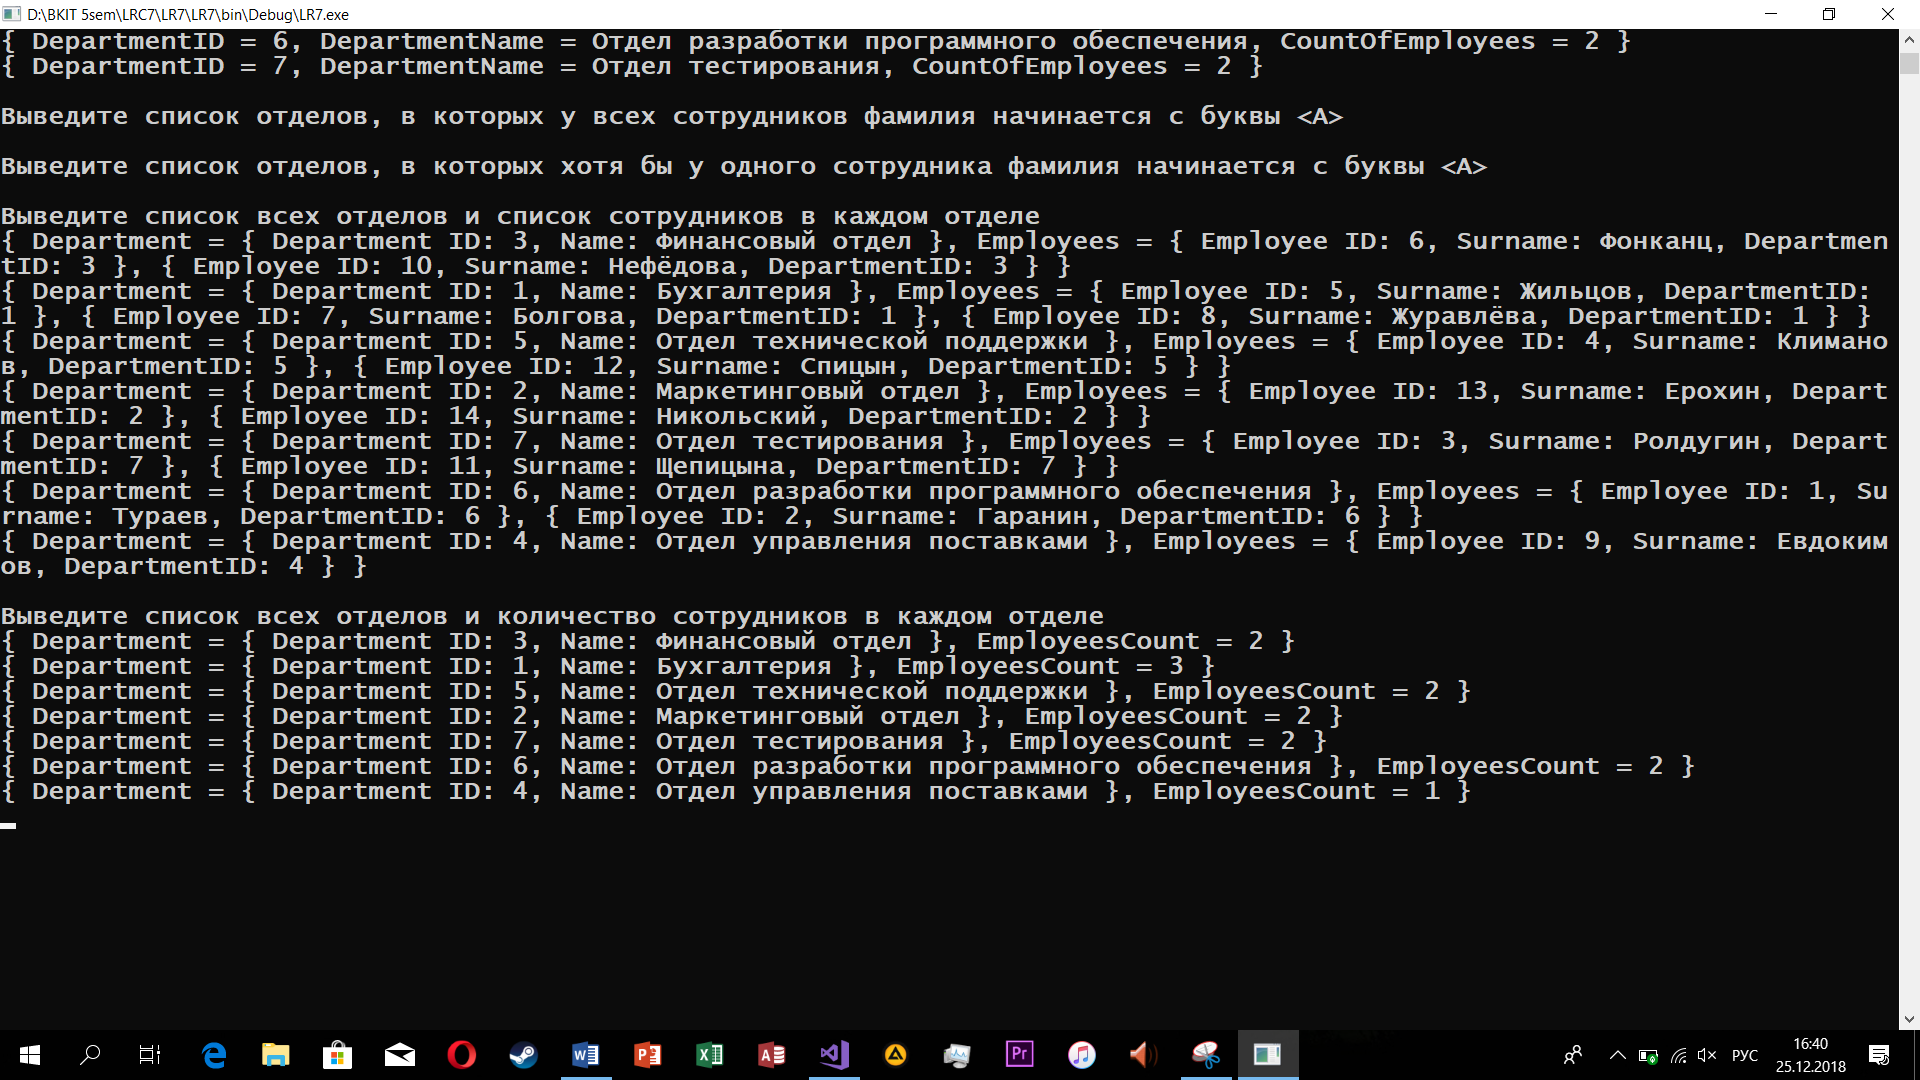 D:\BKIT 5sem\LRC7\LR7\LR7\bin\Debug\LR7.exe
{ DepartmentID = 6, DepartmentName = Отдел разработки программного обеспечения, CountOfEmployees = 2 }
{ DepartmentID = 7, DepartmentName = Отдел тестирования, CountOfEmployees = 2 }
Выведите список отделов, в которых у всех сотрудников фамилия начинается с буквы <А>
Выведите список отделов, в которых хотя бы у одного сотрудника фамилия начинается с буквы <А>
Выведите список всех отделов и список сотрудников в каждом отделе
{ Department = { Department ID: 3, Name: Финансовый отдел }, Employees = { Employee ID: 6, Surname: Фонканц, Departmen
tID: 3 }, { Employee ID: 10, Surname: Нефёдова, DepartmentID: 3 } }
{ Department = { Department ID: 1, Name: Бухгалтерия }, Employees = { Employee ID: 5, Surname: Жильцов, DepartmentID:
1 }, { Employee ID: 7, Surname: Болгова, DepartmentID: 1 }, { Employee ID: 8, Surname: Журавлёва, DepartmentID: 1 } }
{ Department = { Department ID: 5, Name: Отдел технической поддержки }, Employees = { Employee ID: 4, Surname: Климано
в, DepartmentID: 5 }, { Employee ID: 12, Surname: Спицын, DepartmentID: 5 } }
{ Department = { Department ID: 2, Name: Маркетинговый отдел }, Employees = { Employee ID: 13, Surname: Ерохин, Depart
mentID: 2 }, { Employee ID: 14, Surname: Никольский, DepartmentID: 2 } }
{ Department = { Department ID: 7, Name: Отдел тестирования }, Employees = { Employee ID: 3, Surname: Ролдугин, Depart
mentID: 7 }, { Employee ID: 11, Surname: Щепицына, DepartmentID: 7 } }
{ Department = { Department ID: 6, Name: Отдел разработки программного обеспечения }, Employees = { Employee ID: 1, Su
rname: Тураев, DepartmentID: 6 }, { Employee ID: 2, Surname: Гаранин, DepartmentID: 6 } }
{ Department = { Department ID: 4, Name: Отдел управления поставками }, Employees = { Employee ID: 9, Surname: Евдоким
ов, DepartmentID: 4 } }
Выведите список всех отделов и количество сотрудников в каждом отделе
{ Department = { Department ID: 3, Name: Финансовый отдел }, EmployeesCount = 2 }
{ Department = { Department ID: 1, Name: Бухгалтерия }, EmployeesCount = 3 }
{ Department = { Department ID: 5, Name: Отдел технической поддержки }, EmployeesCount = 2 }
{ Department = { Department ID: 2, Name: Маркетинговый отдел }, EmployeesCount = 2 }
{ Department = { Department ID: 7, Name: Отдел тестирования }, EmployeesCount = 2 }
{ Department = { Department ID: 6, Name: Отдел разработки программного обеспечения }, EmployeesCount = 2 }
{ Department = { Department ID: 4, Name: Отдел управления поставками }, EmployeesCount = 1 }
Pr
РУС
16:40
25.12.2018